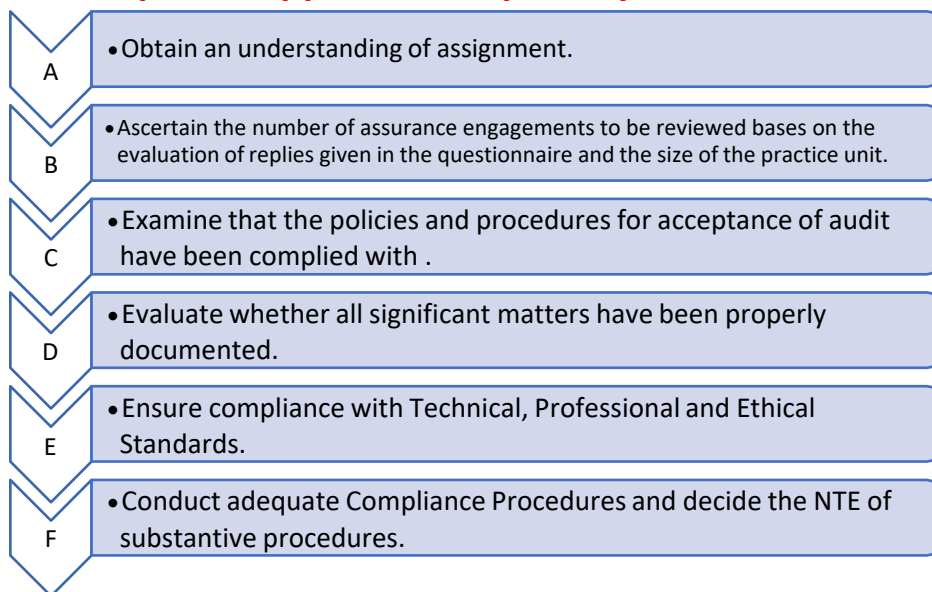 A
• Obtain an understanding of assignment.
B
• Ascertain the number of assurance engagements to be reviewed bases on the
evaluation of replies given in the questionnaire and the size of the practice unit.
C
• Examine that the policies and procedures for acceptance of audit
have been complied with .
D
• Evaluate whether all significant matters have been properly
documented.
E
• Ensure compliance with Technical, Professional and Ethical
Standards.
F
• Conduct adequate Compliance Procedures and decide the NTE of
substantive procedures.